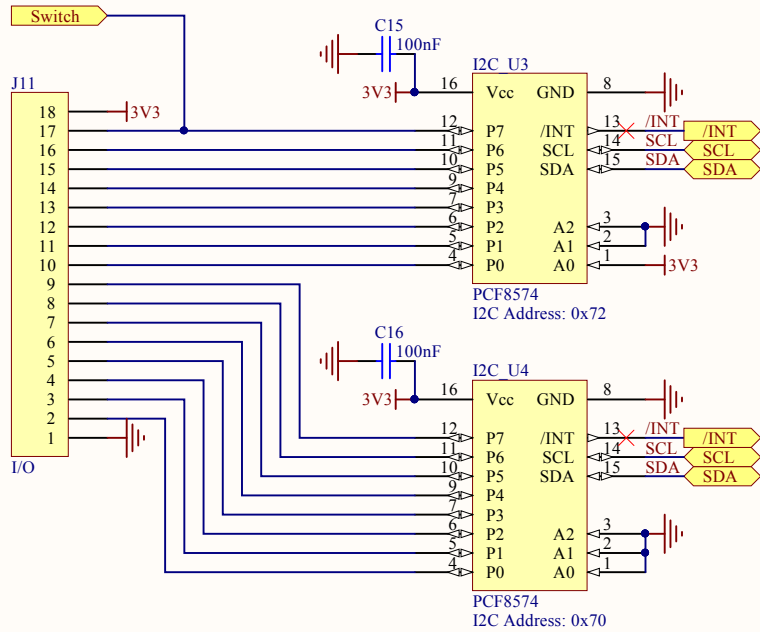 Switch
J11
18 3V3
17
16
15
14
13
12
11
10
9
8
7
6
5
4
3
2
1
I/O
C15
100nF
3V3
I2C_U3
16 Vcc GND 8
12 P7 /INT 13 /INT /INT
11 P6 SCL 14 SCL SCL
10 P5 SDA 15 SDA SDA
9 P4
7 P3
6 P2 A2 3
5 P1 A1 2
4 P0 A0 1 3V3
PCF8574
I2C Address: 0x72
C16
100nF
3V3
I2C_U4
16 Vcc GND 8
12 P7 /INT 13 /INT /INT
11 P6 SCL 14 SCL SCL
10 P5 SDA 15 SDA SDA
9 P4
7 P3
6 P2 A2 3
5 P1 A1 2
4 P0 A0 1
PCF8574
I2C Address: 0x70